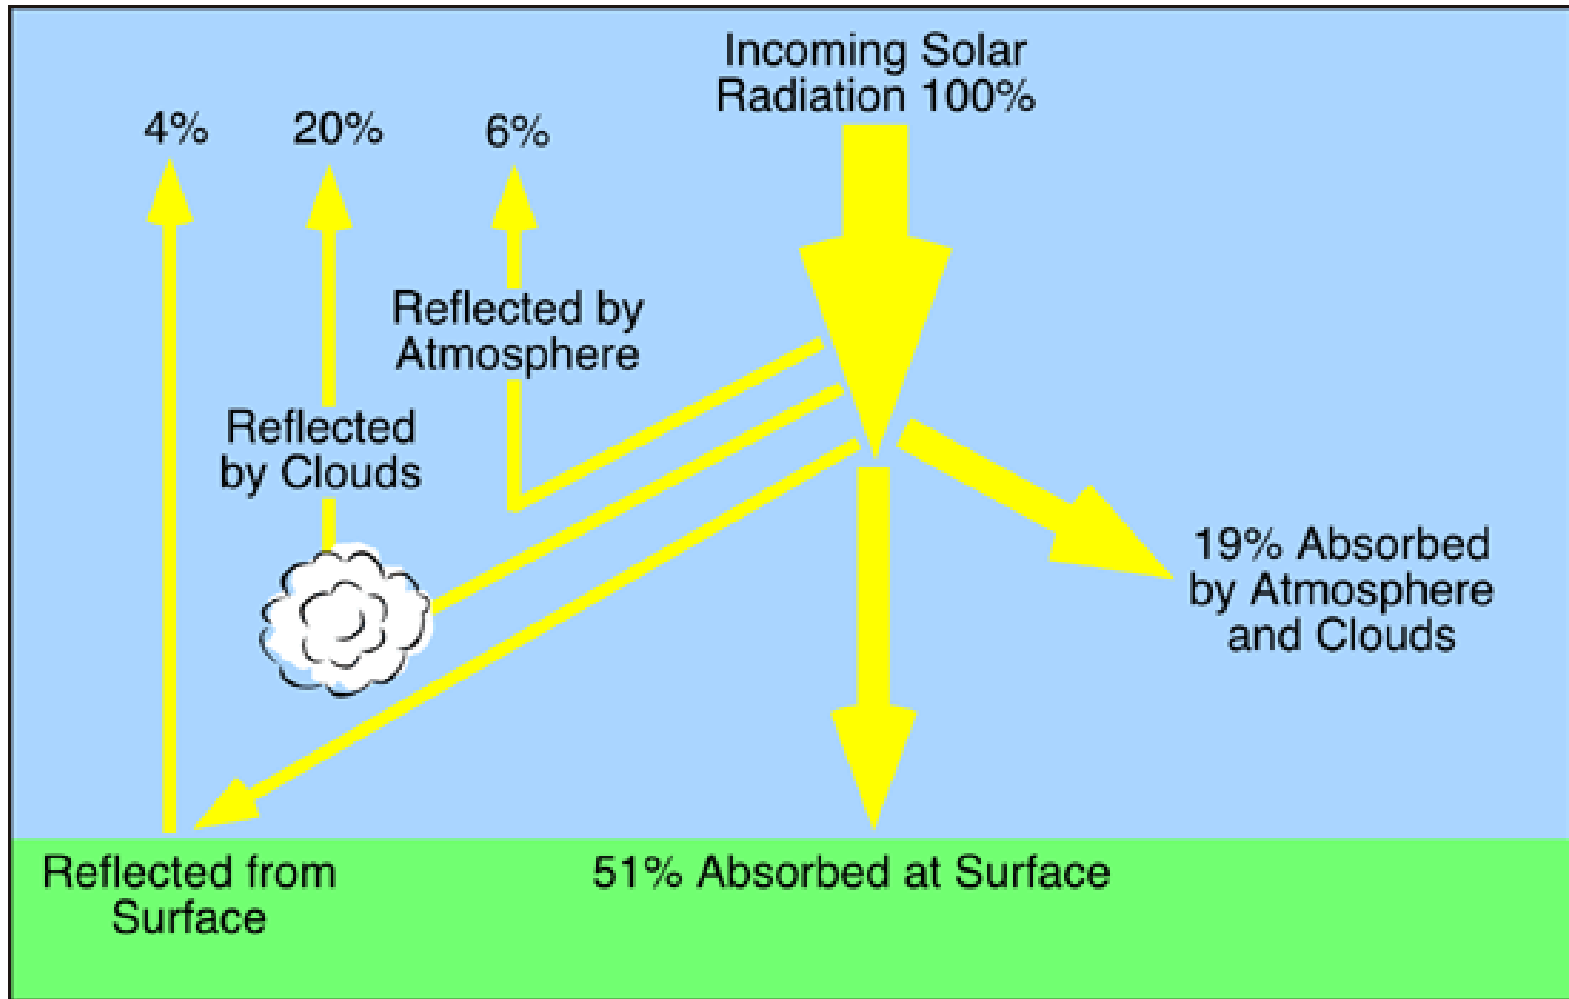 Incoming Solar
Radiation 100%
4%
20%
6%
Reflected by
Atmosphere
Reflected
by Clouds
19% Absorbed
by Atmosphere
and Clouds
Reflected from
Surface
51% Absorbed at Surface